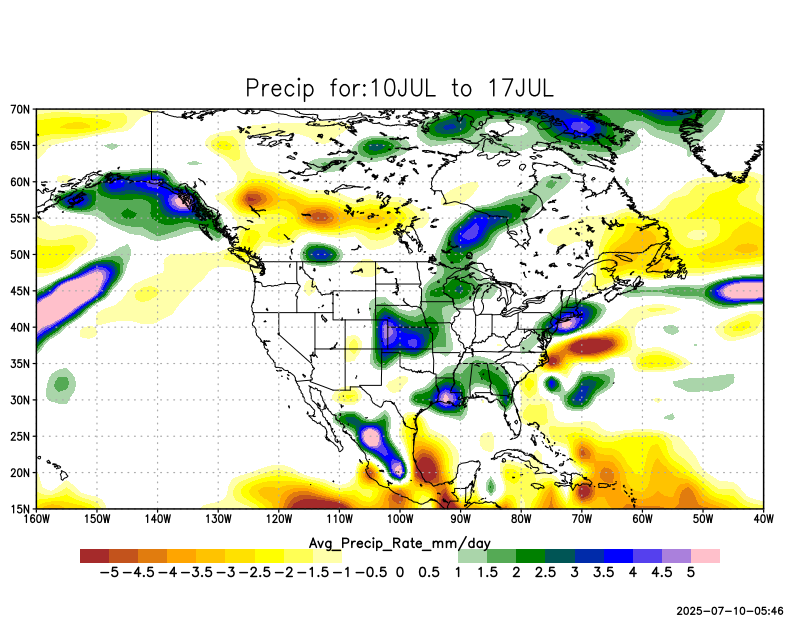 Precip for:10JUL to 17JUL
70N
65N
60N
55N
50N
45N
40N
35N
30N
25N
20N
15N
160W 150W 140W 130W 120W 110W 100W 90W 80W 70W 60W 50W 40W
Avg_Precip_Rate_mm/day
-5 -4.5 -4 -3.5 -3 -2.5 -2 -1.5 -1 -0.5 0 0.5 1 1.5 2 2.5 3 3.5 4 4.5 5
2025-07-10-05:46